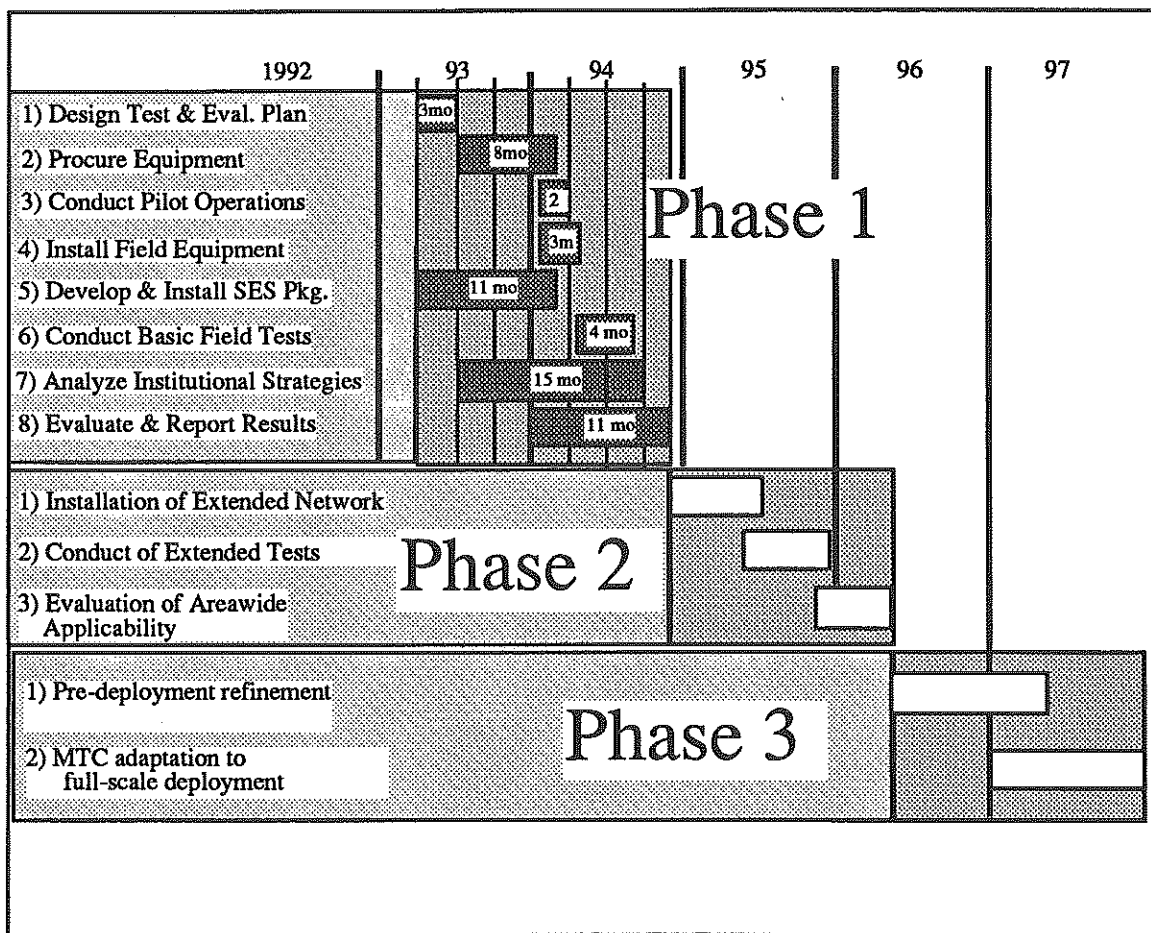 1992 93 94 95 96 97
1) Design Test & Eval. Plan 3mo
2) Procure Equipment 8mo
3) Conduct Pilot Operations 2
4) Install Field Equipment 3m
Phase 1
5) Develop & Install SES Pkg. 11 mo
6) Conduct Basic Field Tests 4 mo
7) Analyze Institutional Strategies 15 mo
8) Evaluate & Report Results 11 mo
1) Installation of Extended Network
2) Conduct of Extended Tests
Phase 2
3) Evaluation of Areawide
Applicability
1) Pre-deployment refinement
Phase 3
2) MTC adaptation to
full-scale deployment